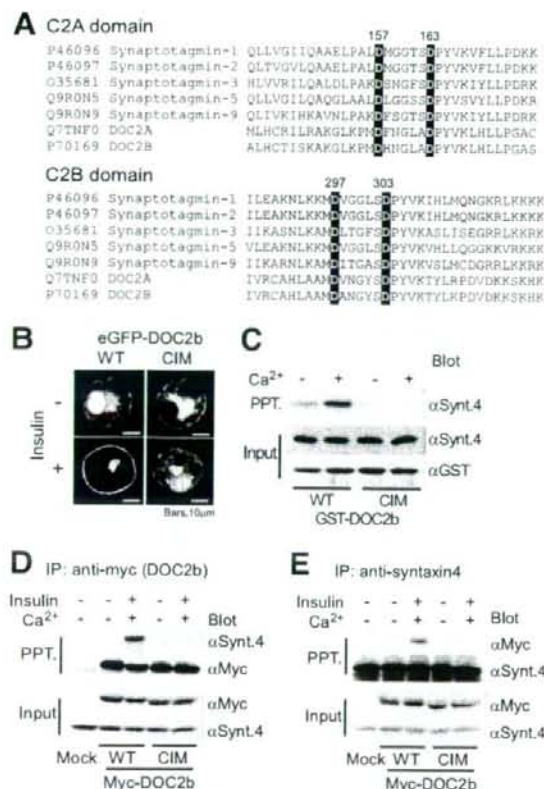 A
C2A domain
157 163
P46096 Synaptotagmin-1 QLLVGIIQAAELPALDMGGTSDPYVKVFLLPDKK
P46097 Synaptotagmin-2 QLTVGVLQAAELPALDMGGTSDPYVKVFLLPDKK
O35681 Synaptotagmin-3 HLVVRILQALDLPAKDSNGFSDPYVKIYLLPDRK
Q9R0N5 Synaptotagmin-5 QLLVGILQAQGLAALDLGGSSDPYVSVYLLPDKR
Q9R0N9 Synaptotagmin-9 QLIVKIHKAVNLPAKDFSGTSDPYVKIYLLPDRK
Q7TNF0 DOC2A MLHCRILRAKGLKPMDFNGLADPYVKLHLLPGAC
P70169 DOC2B ALHCTISKAKGLKPMDHNGLADPYVKLHLLPGAS
C2B domain
297 303
P46096 Synaptotagmin-1 ILEAKNLKKMDVGGLSDPYVKIHLMQNGKRLKKKK
P46097 Synaptotagmin-2 ILEAKNLKKMDVGGLSDPYVKIHLMQNGKRLKKKK
O35681 Synaptotagmin-3 IIKASNLKAMDLTGFSDPYVKASLISEGRRLKKRK
Q9R0N5 Synaptotagmin-5 VLEAKNLKKMDVGGLSDPYVKVHLLQGGKKVRKKK
Q9R0N9 Synaptotagmin-9 IIKARNLKAMDITGASDPYVKVSLMCDGRRLKKRK
Q7TNF0 DOC2A IVRCAHLAAMDVNGYSDPYVKTYLRPDVDKKSKHK
P70169 DOC2B IVRCAHLAAMDANGYSDPYVKTYLKPDVDKKSKHK
B
eGFP-DOC2b
WT CIM
Insulin
-
+
Bars, 10μm
C
Blot
Ca2+ - + - +
PPT. αSynt.4
Input αSynt.4
αGST
WT CIM
GST-DOC2b
D
IP: anti-myc (DOC2b)
Insulin - - + - +
Ca2+ - - + - + Blot
PPT. αSynt.4
αMyc
Input αMyc
αSynt.4
Mock WT CIM
Myc-DOC2b
E
IP: anti-syntaxin4
Insulin - - + - +
Ca2+ - - + - + Blot
PPT. αMyc
αSynt.4
Input αMyc
αSynt.4
Mock WT CIM
Myc-DOC2b